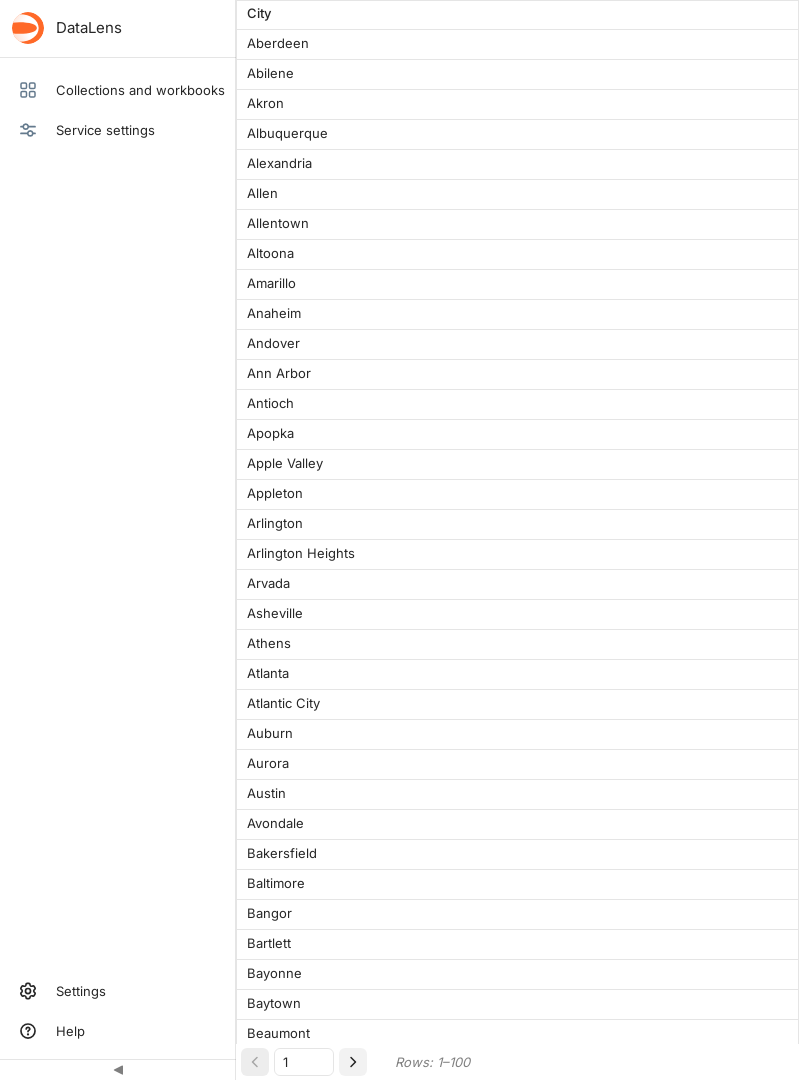 DataLens
Collections and workbooks
Service settings
Settings
Help
City
Aberdeen
Abilene
Akron
Albuquerque
Alexandria
Allen
Allentown
Altoona
Amarillo
Anaheim
Andover
Ann Arbor
Antioch
Apopka
Apple Valley
Appleton
Arlington
Arlington Heights
Arvada
Asheville
Athens
Atlanta
Atlantic City
Auburn
Aurora
Austin
Avondale
Bakersfield
Baltimore
Bangor
Bartlett
Bayonne
Baytown
Beaumont
1
Rows: 1–100